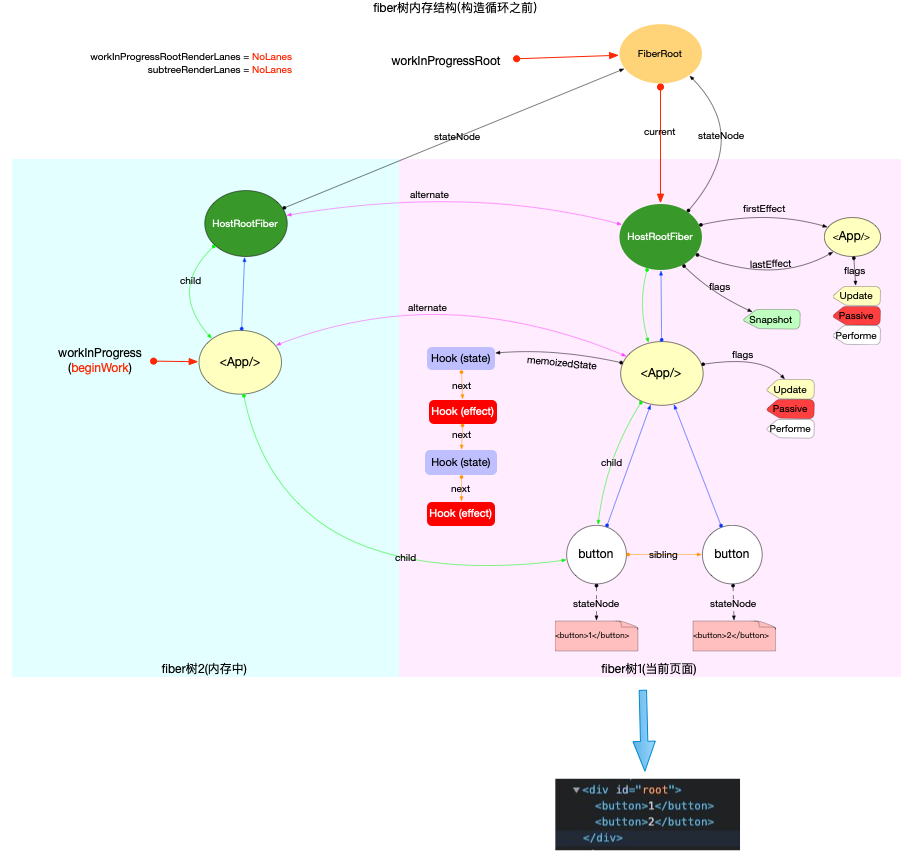 fiber树内存结构(构造循环之前)
workInProgressRootRenderLanes = NoLanes
subtreeRenderLanes = NoLanes
workInProgressRoot
FiberRoot
stateNode
current
stateNode
HostRootFiber
alternate
HostRootFiber
firstEffect
lastEffect
<App/>
flags
Update
Passive
Performe
flags
Snapshot
child
alternate
workInProgress
(beginWork)
<App/>
Hook (state)
memoizedState
<App/>
flags
Update
Passive
Performe
next
Hook (effect)
next
Hook (state)
next
Hook (effect)
child
child
button
sibling
button
stateNode
stateNode
<button>1</button>
<button>2</button>
fiber树2(内存中)
fiber树1(当前页面)
▼<div id="root">
<button>1</button>
<button>2</button>
</div>